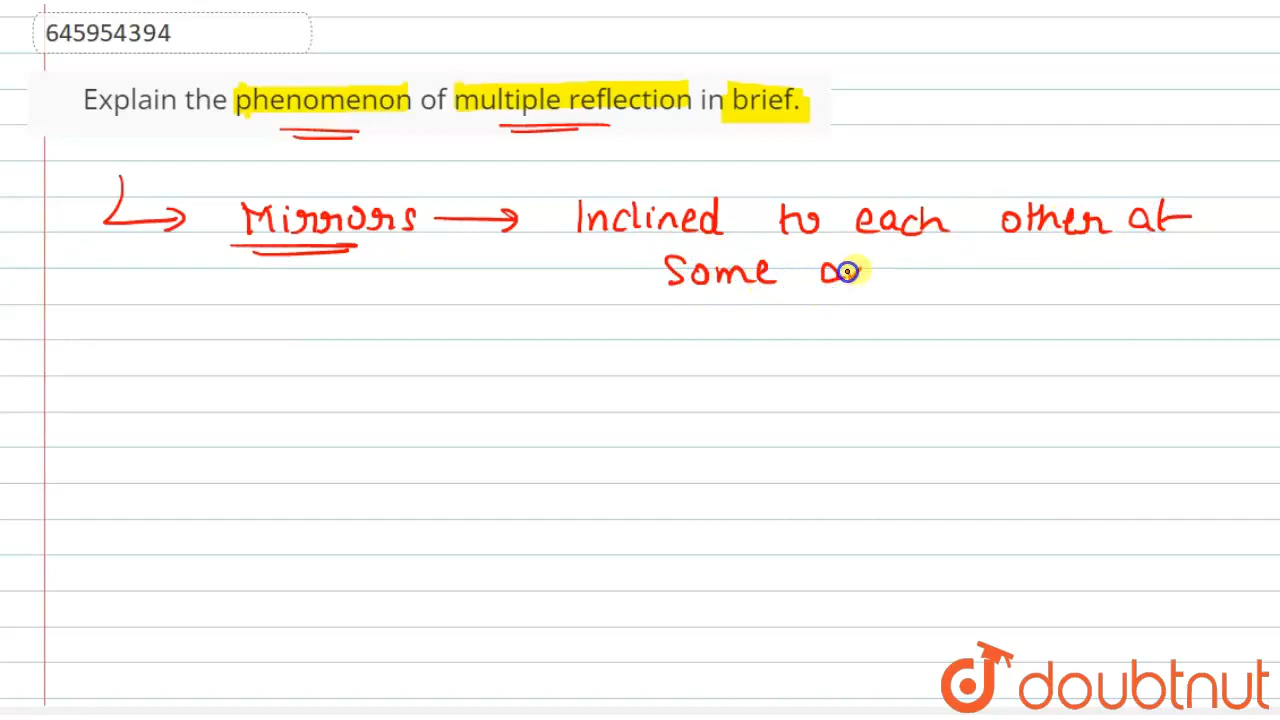 645954394
Explain the phenomenon of multiple reflection in brief.
Mirrors → Inclined to each other at
Some
doubtnut